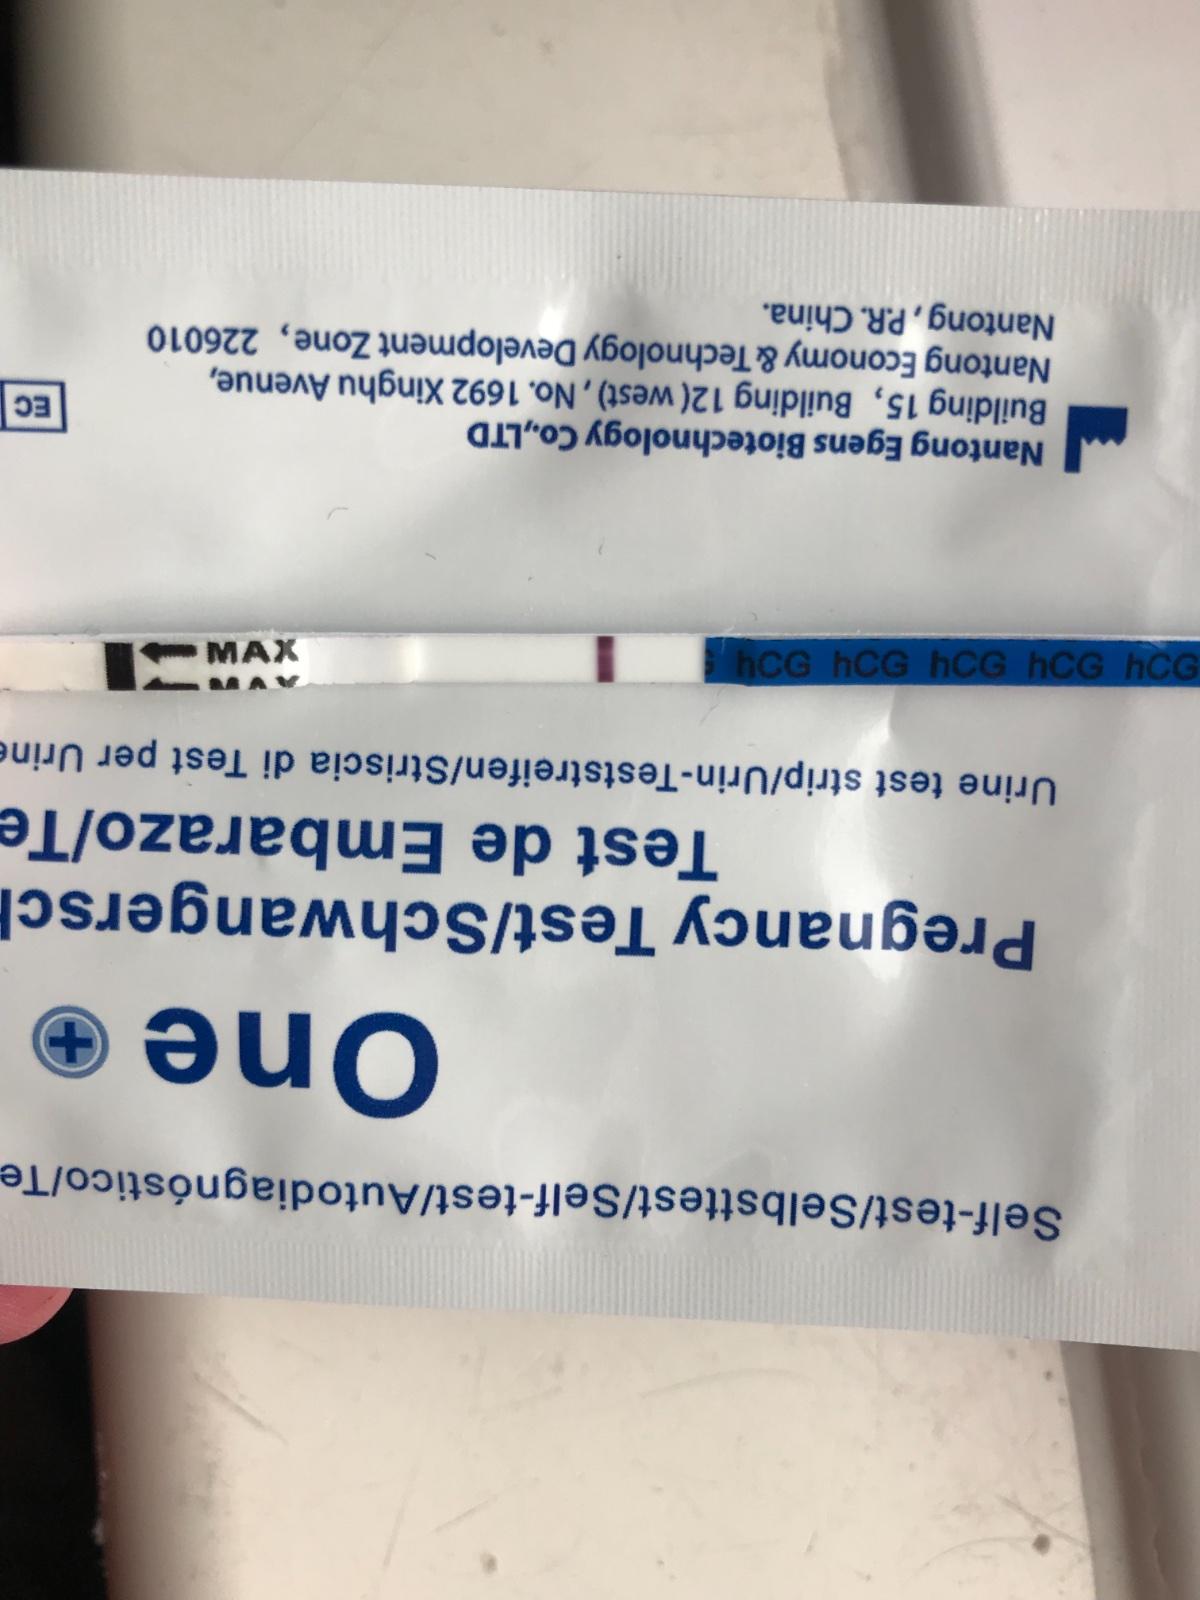 Self-test/Selbsttest/Self-test/Autodiagnóstico/Te
One
Pregnancy Test/Schwangersch
Test de Embarazo/Te
Urine test strip/Urin-Teststreifen/Striscia di Test per Urine
hCG hCG hCG hCG hCG
MAX
MAX
Nantong Egens Biotechnology Co.,LTD
Building 15, Building 12( west), No. 1692 Xinghu Avenue,
Nantong Economy & Technology Development Zone, 226010
Nantong, P.R. China.
EC